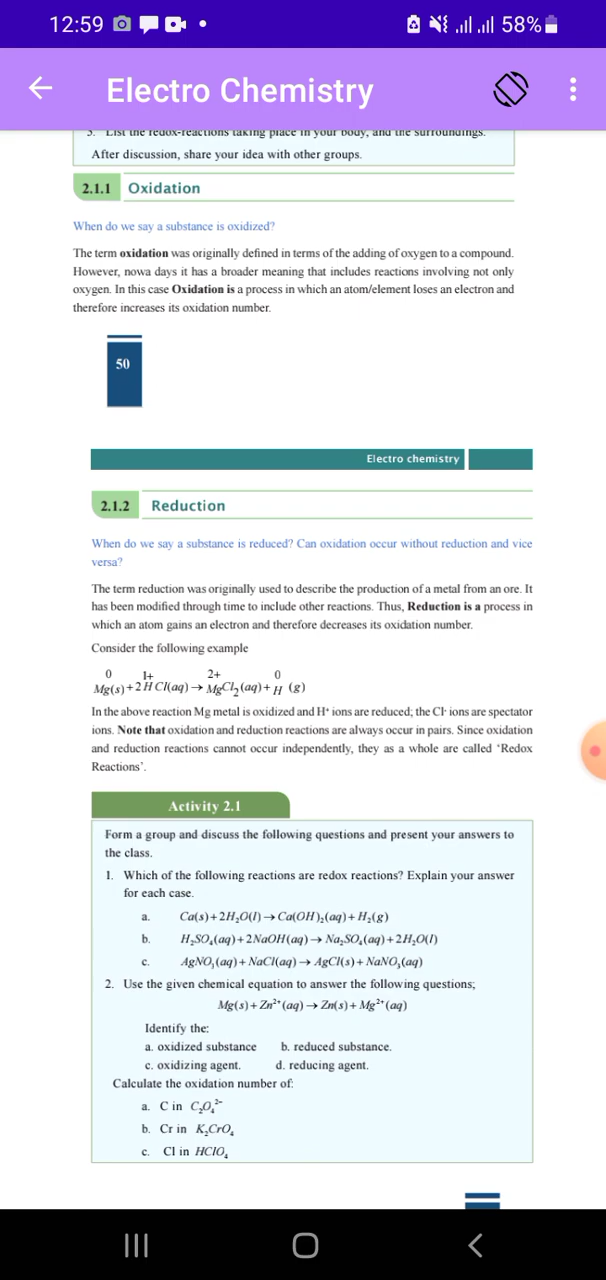 12:59
58%
Electro Chemistry
3. List the redox-reactions taking place in your body, and the surroundings.
After discussion, share your idea with other groups.
2.1.1 Oxidation
When do we say a substance is oxidized?
The term oxidation was originally defined in terms of the adding of oxygen to a compound.
However, nowa days it has a broader meaning that includes reactions involving not only
oxygen. In this case Oxidation is a process in which an atom/element loses an electron and
therefore increases its oxidation number.
50
Electro chemistry
2.1.2 Reduction
When do we say a substance is reduced? Can oxidation occur without reduction and vice
versa?
The term reduction was originally used to describe the production of a metal from an ore. It
has been modified through time to include other reactions. Thus, Reduction is a process in
which an atom gains an electron and therefore decreases its oxidation number.
Consider the following example
0 1+ 2+ 0
Mg(s)+2HCl(aq)→MgCl₂(aq)+H (g)
In the above reaction Mg metal is oxidized and H⁺ ions are reduced; the Cl⁻ ions are spectator
ions. Note that oxidation and reduction reactions are always occur in pairs. Since oxidation
and reduction reactions cannot occur independently, they as a whole are called ‘Redox
Reactions’.
Activity 2.1
Form a group and discuss the following questions and present your answers to
the class.
1. Which of the following reactions are redox reactions? Explain your answer
for each case.
a. Ca(s)+2H₂O(l)→Ca(OH)₂(aq)+H₂(g)
b. H₂SO₄(aq)+2NaOH(aq)→Na₂SO₄(aq)+2H₂O(l)
c. AgNO₃(aq)+NaCl(aq)→AgCl(s)+NaNO₃(aq)
2. Use the given chemical equation to answer the following questions;
Mg(s)+Zn²⁺(aq)→Zn(s)+Mg²⁺(aq)
Identify the:
a. oxidized substance b. reduced substance.
c. oxidizing agent. d. reducing agent.
Calculate the oxidation number of:
a. C in C₂O₄²⁻
b. Cr in K₂CrO₄
c. Cl in HClO₄